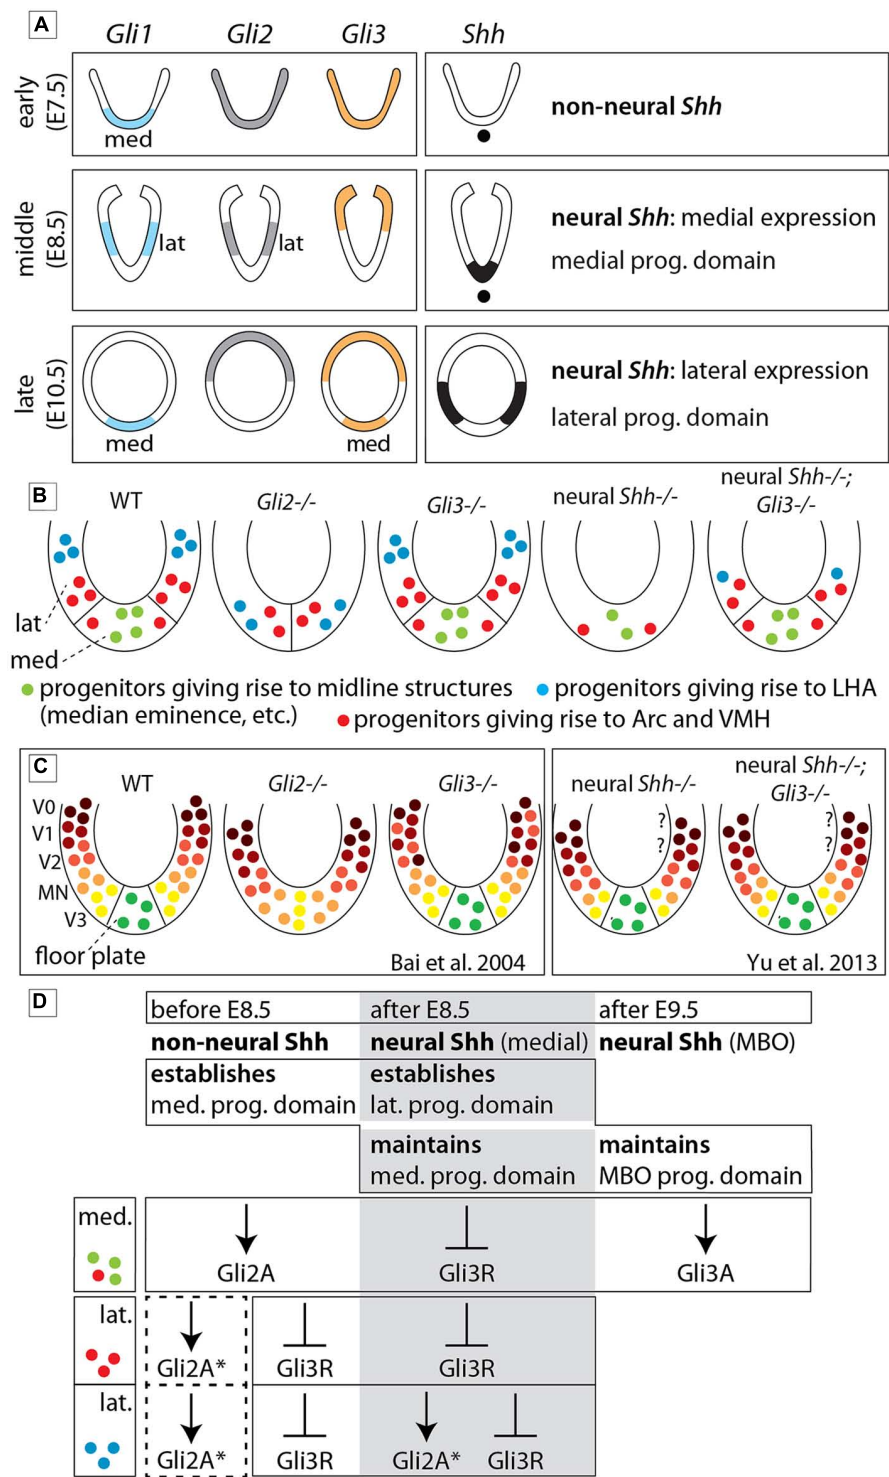 A
Gli1 Gli2 Gli3 Shh
early
(E7.5)
med
non-neural Shh
middle
(E8.5)
lat
lat
neural Shh: medial expression
medial prog. domain
late
(E10.5)
med
med
neural Shh: lateral expression
lateral prog. domain
B
WT
Gli2-/-
Gli3-/-
neural Shh-/-
neural Shh-/-;
Gli3-/-
lat
med
progenitors giving rise to midline structures
(median eminence, etc.)
progenitors giving rise to LHA
progenitors giving rise to Arc and VMH
C
WT
Gli2-/-
Gli3-/-
neural Shh-/-
neural Shh-/-;
Gli3-/-
V0
V1
V2
MN
V3
floor plate
?
?
?
?
Bai et al. 2004
Yu et al. 2013
D
before E8.5 after E8.5 after E9.5
non-neural Shh neural Shh (medial) neural Shh (MBO)
establishes establishes
med. prog. domain lat. prog. domain
maintains maintains
med. prog. domain MBO prog. domain
med.
Gli2A Gli3R Gli3A
lat.
Gli2A* Gli3R Gli3R
lat.
Gli2A* Gli3R Gli2A* Gli3R